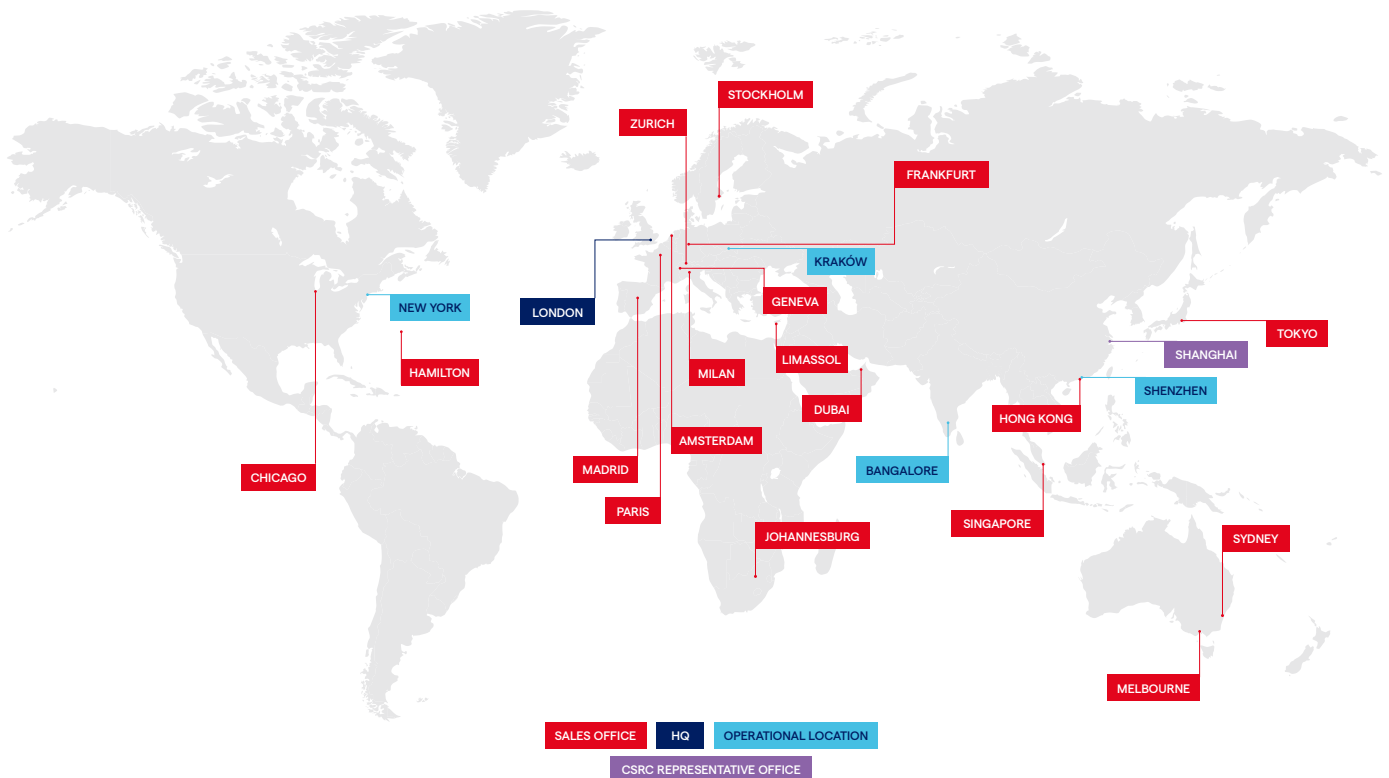 STOCKHOLM
ZURICH
FRANKFURT
KRAKÓW
GENEVA
NEW YORK
LONDON
TOKYO
SHANGHAI
LIMASSOL
HAMILTON
MILAN
SHENZHEN
DUBAI
HONG KONG
AMSTERDAM
MADRID
BANGALORE
CHICAGO
PARIS
SINGAPORE
JOHANNESBURG
SYDNEY
MELBOURNE
SALES OFFICE
HQ
OPERATIONAL LOCATION
CSRC REPRESENTATIVE OFFICE